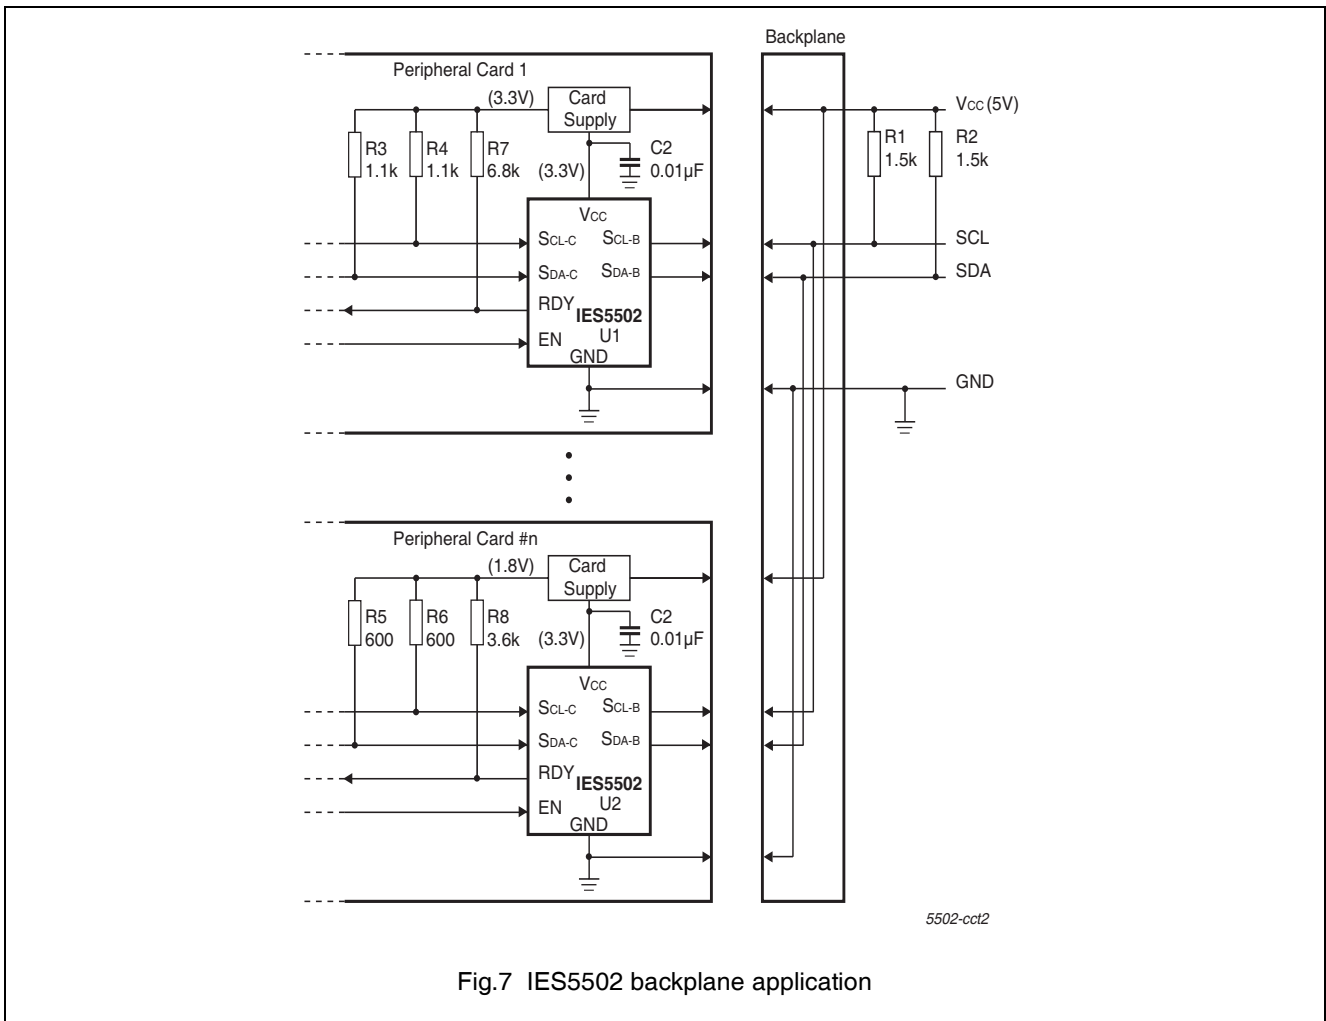 Backplane
Peripheral Card 1
(3.3V)
Card
Supply
VCC (5V)
R3
1.1k
R4
1.1k
R7
6.8k
(3.3V)
C2
0.01µF
R1
1.5k
R2
1.5k
VCC
SCL-C
SCL-B
SCL
SDA-C
SDA-B
SDA
RDY
IES5502
U1
EN
GND
GND
Peripheral Card #n
(1.8V)
Card
Supply
R5
600
R6
600
R8
3.6k
(3.3V)
C2
0.01µF
VCC
SCL-C
SCL-B
SDA-C
SDA-B
RDY
IES5502
U2
EN
GND
5502-cct2
Fig.7 IES5502 backplane application